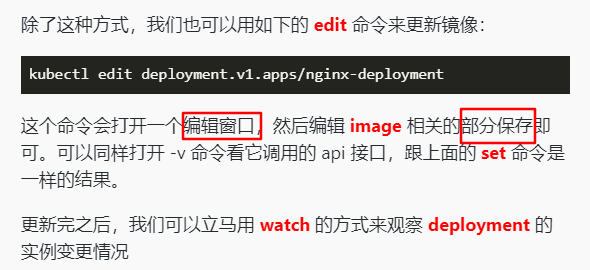 除了这种方式，我们也可以用如下的 edit 命令来更新镜像：
kubectl edit deployment.v1.apps/nginx-deployment
这个命令会打开一个编辑窗口，然后编辑 image 相关的部分保存即
可。可以同样打开 -v 命令看它调用的 api 接口，跟上面的 set 命令是
一样的结果。
更新完之后，我们可以立马用 watch 的方式来观察 deployment 的
实例变更情况